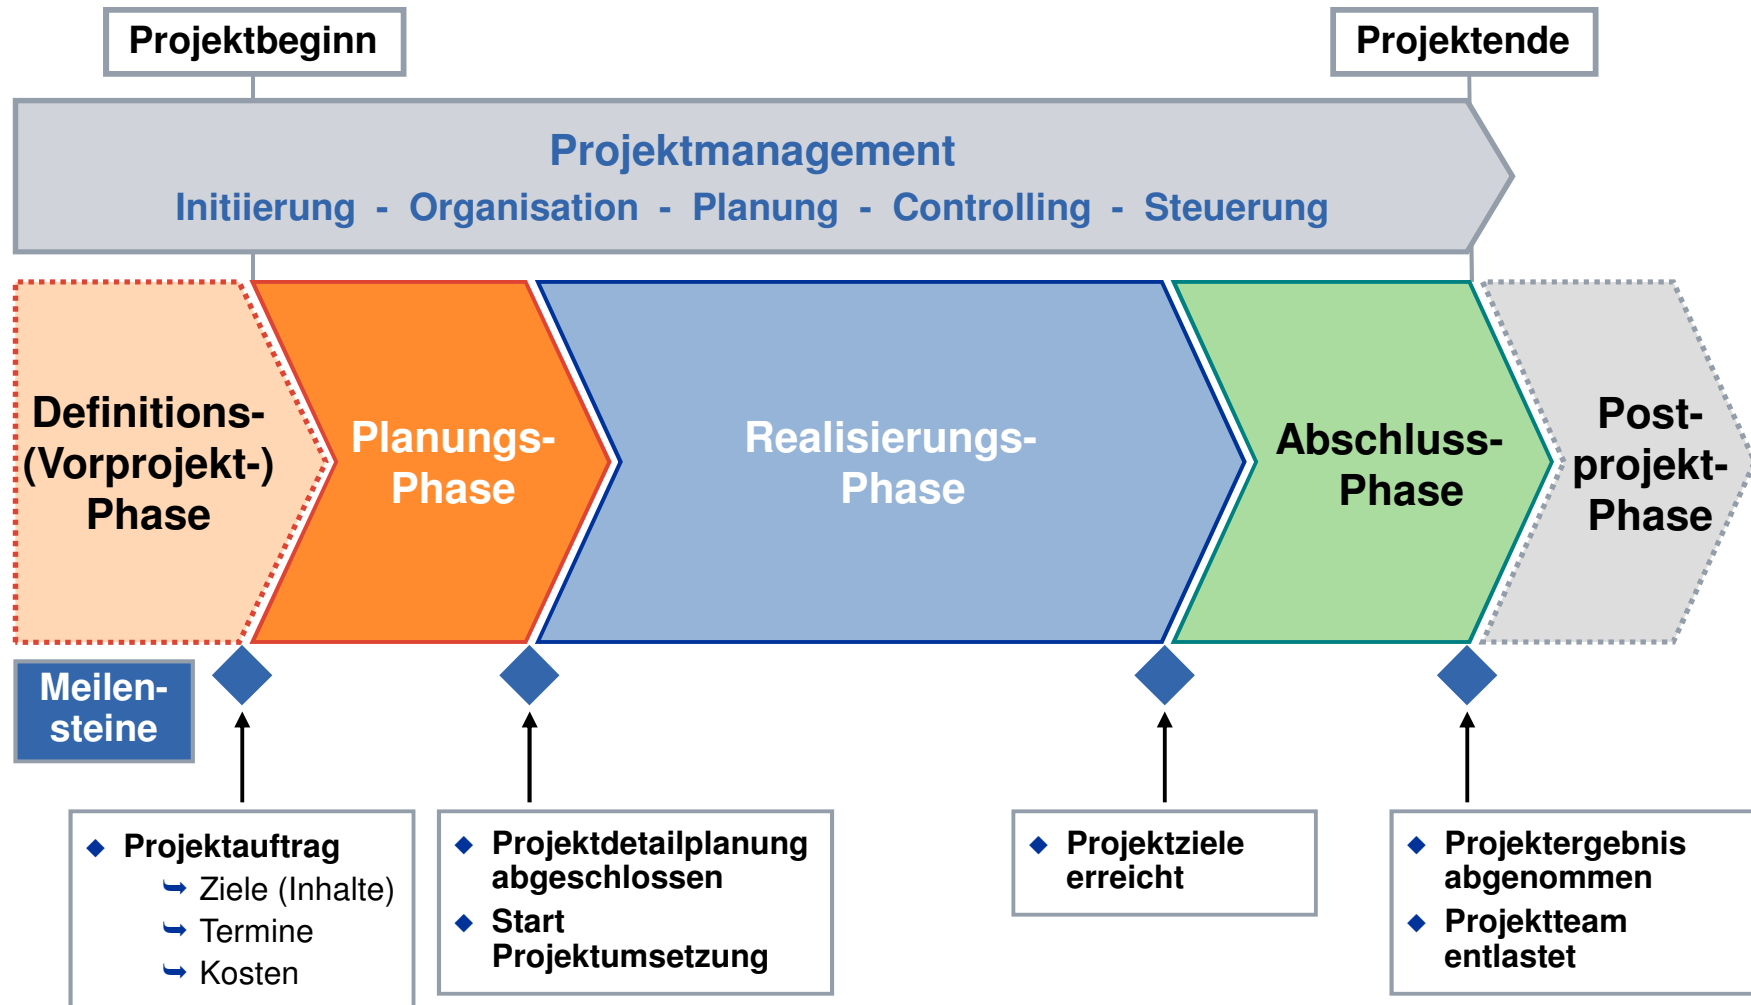 Projektbeginn
Projektende
Projektmanagement
Initiierung - Organisation - Planung - Controlling - Steuerung
Definitions-
(Vorprojekt-)
Phase
Planungs-
Phase
Realisierungs-
Phase
Abschluss-
Phase
Post-
projekt-
Phase
Meilen-
steine
Projektauftrag
Ziele (Inhalte)
Termine
Kosten
Projektdetailplanung
abgeschlossen
Start
Projektumsetzung
Projektziele
erreicht
Projektergebnis
abgenommen
Projektteam
entlastet